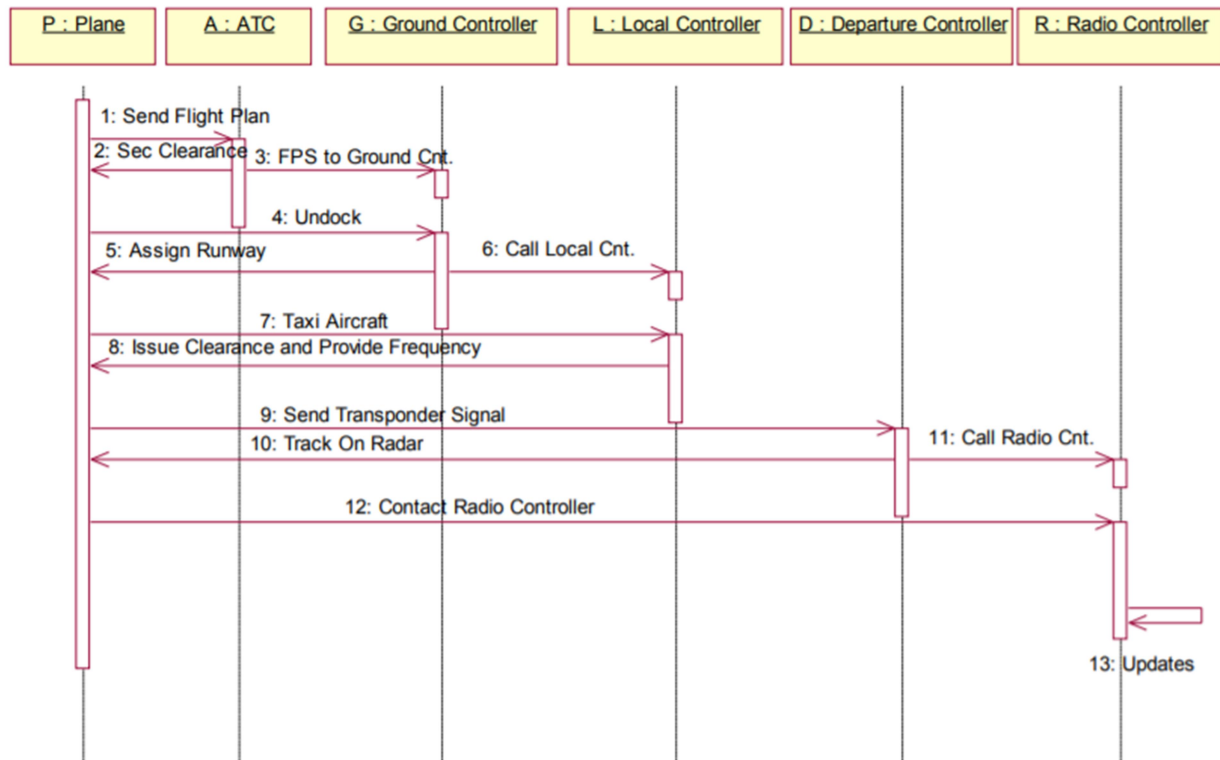 P : Plane
A : ATC
G : Ground Controller
L : Local Controller
D : Departure Controller
R : Radio Controller
1: Send Flight Plan
2: Sec Clearance
3: FPS to Ground Cnt.
4: Undock
5: Assign Runway
6: Call Local Cnt.
7: Taxi Aircraft
8: Issue Clearance and Provide Frequency
9: Send Transponder Signal
10: Track On Radar
11: Call Radio Cnt.
12: Contact Radio Controller
13: Updates